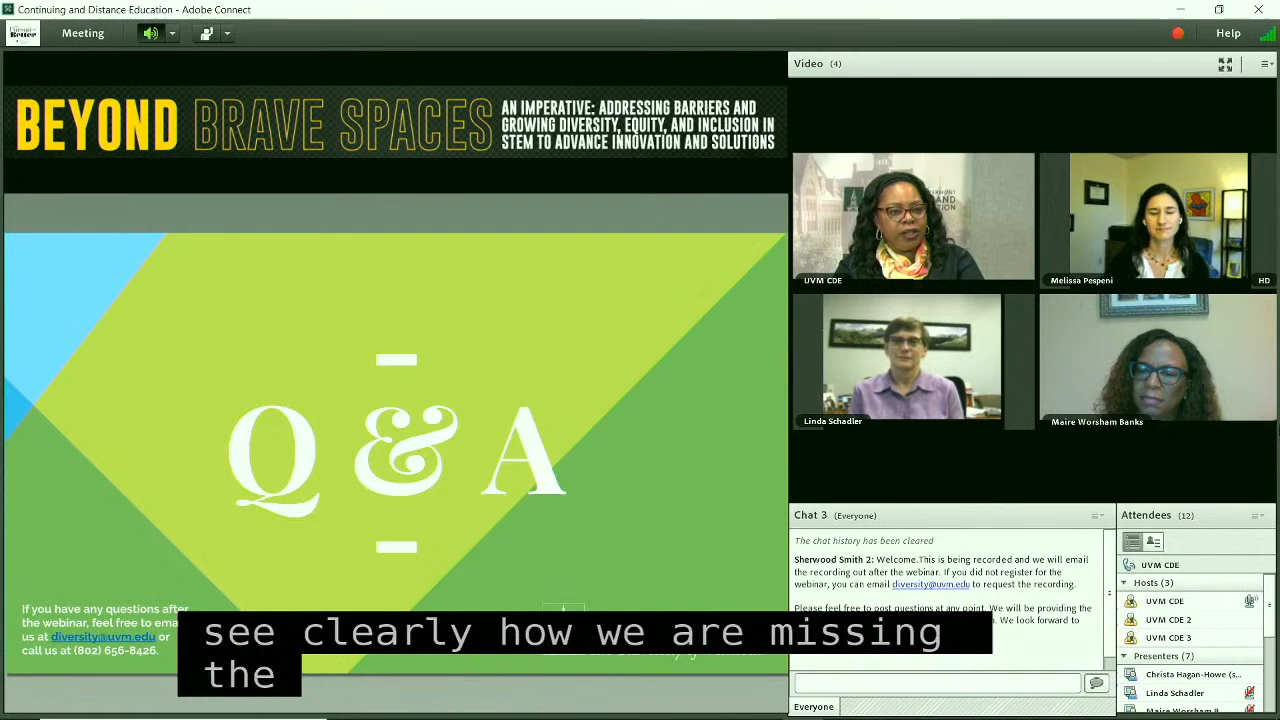 Continuing and Distance Education - Adobe Connect
Meeting
Help
BEYOND BRAVE SPACES
AN IMPERATIVE: ADDRESSING BARRIERS AND
GROWING DIVERSITY, EQUITY, AND INCLUSION IN
STEM TO ADVANCE INNOVATION AND SOLUTIONS
Q & A
If you have any questions after
the webinar, feel free to
us at diversity@uvm.edu or
call us at (802) 656-8426.
see clearly how we are missing
the
Video (4)
UVM CDE
Melissa Pespeni
HD
Linda Schadler
Maire Worsham Banks
Chat 3 (Everyone)
The chat history has been cleared
Sherwood Smith 2: Welcome.This is being recorded and we will email
the recording out after the webinar. If you did not register for the
webinar, you can email diversity@uvm.edu to request the recording.
Please feel free to post questions at any point. We will be providing the
We look forward to
Everyone
Attendees (12)
UVM CDE
Hosts (3)
UVM CDE
UVM CDE 2
UVM CDE 3
Presenters (7)
Christa Hagan-Howe (s...
Linda Schadler
Maire Worsham B...